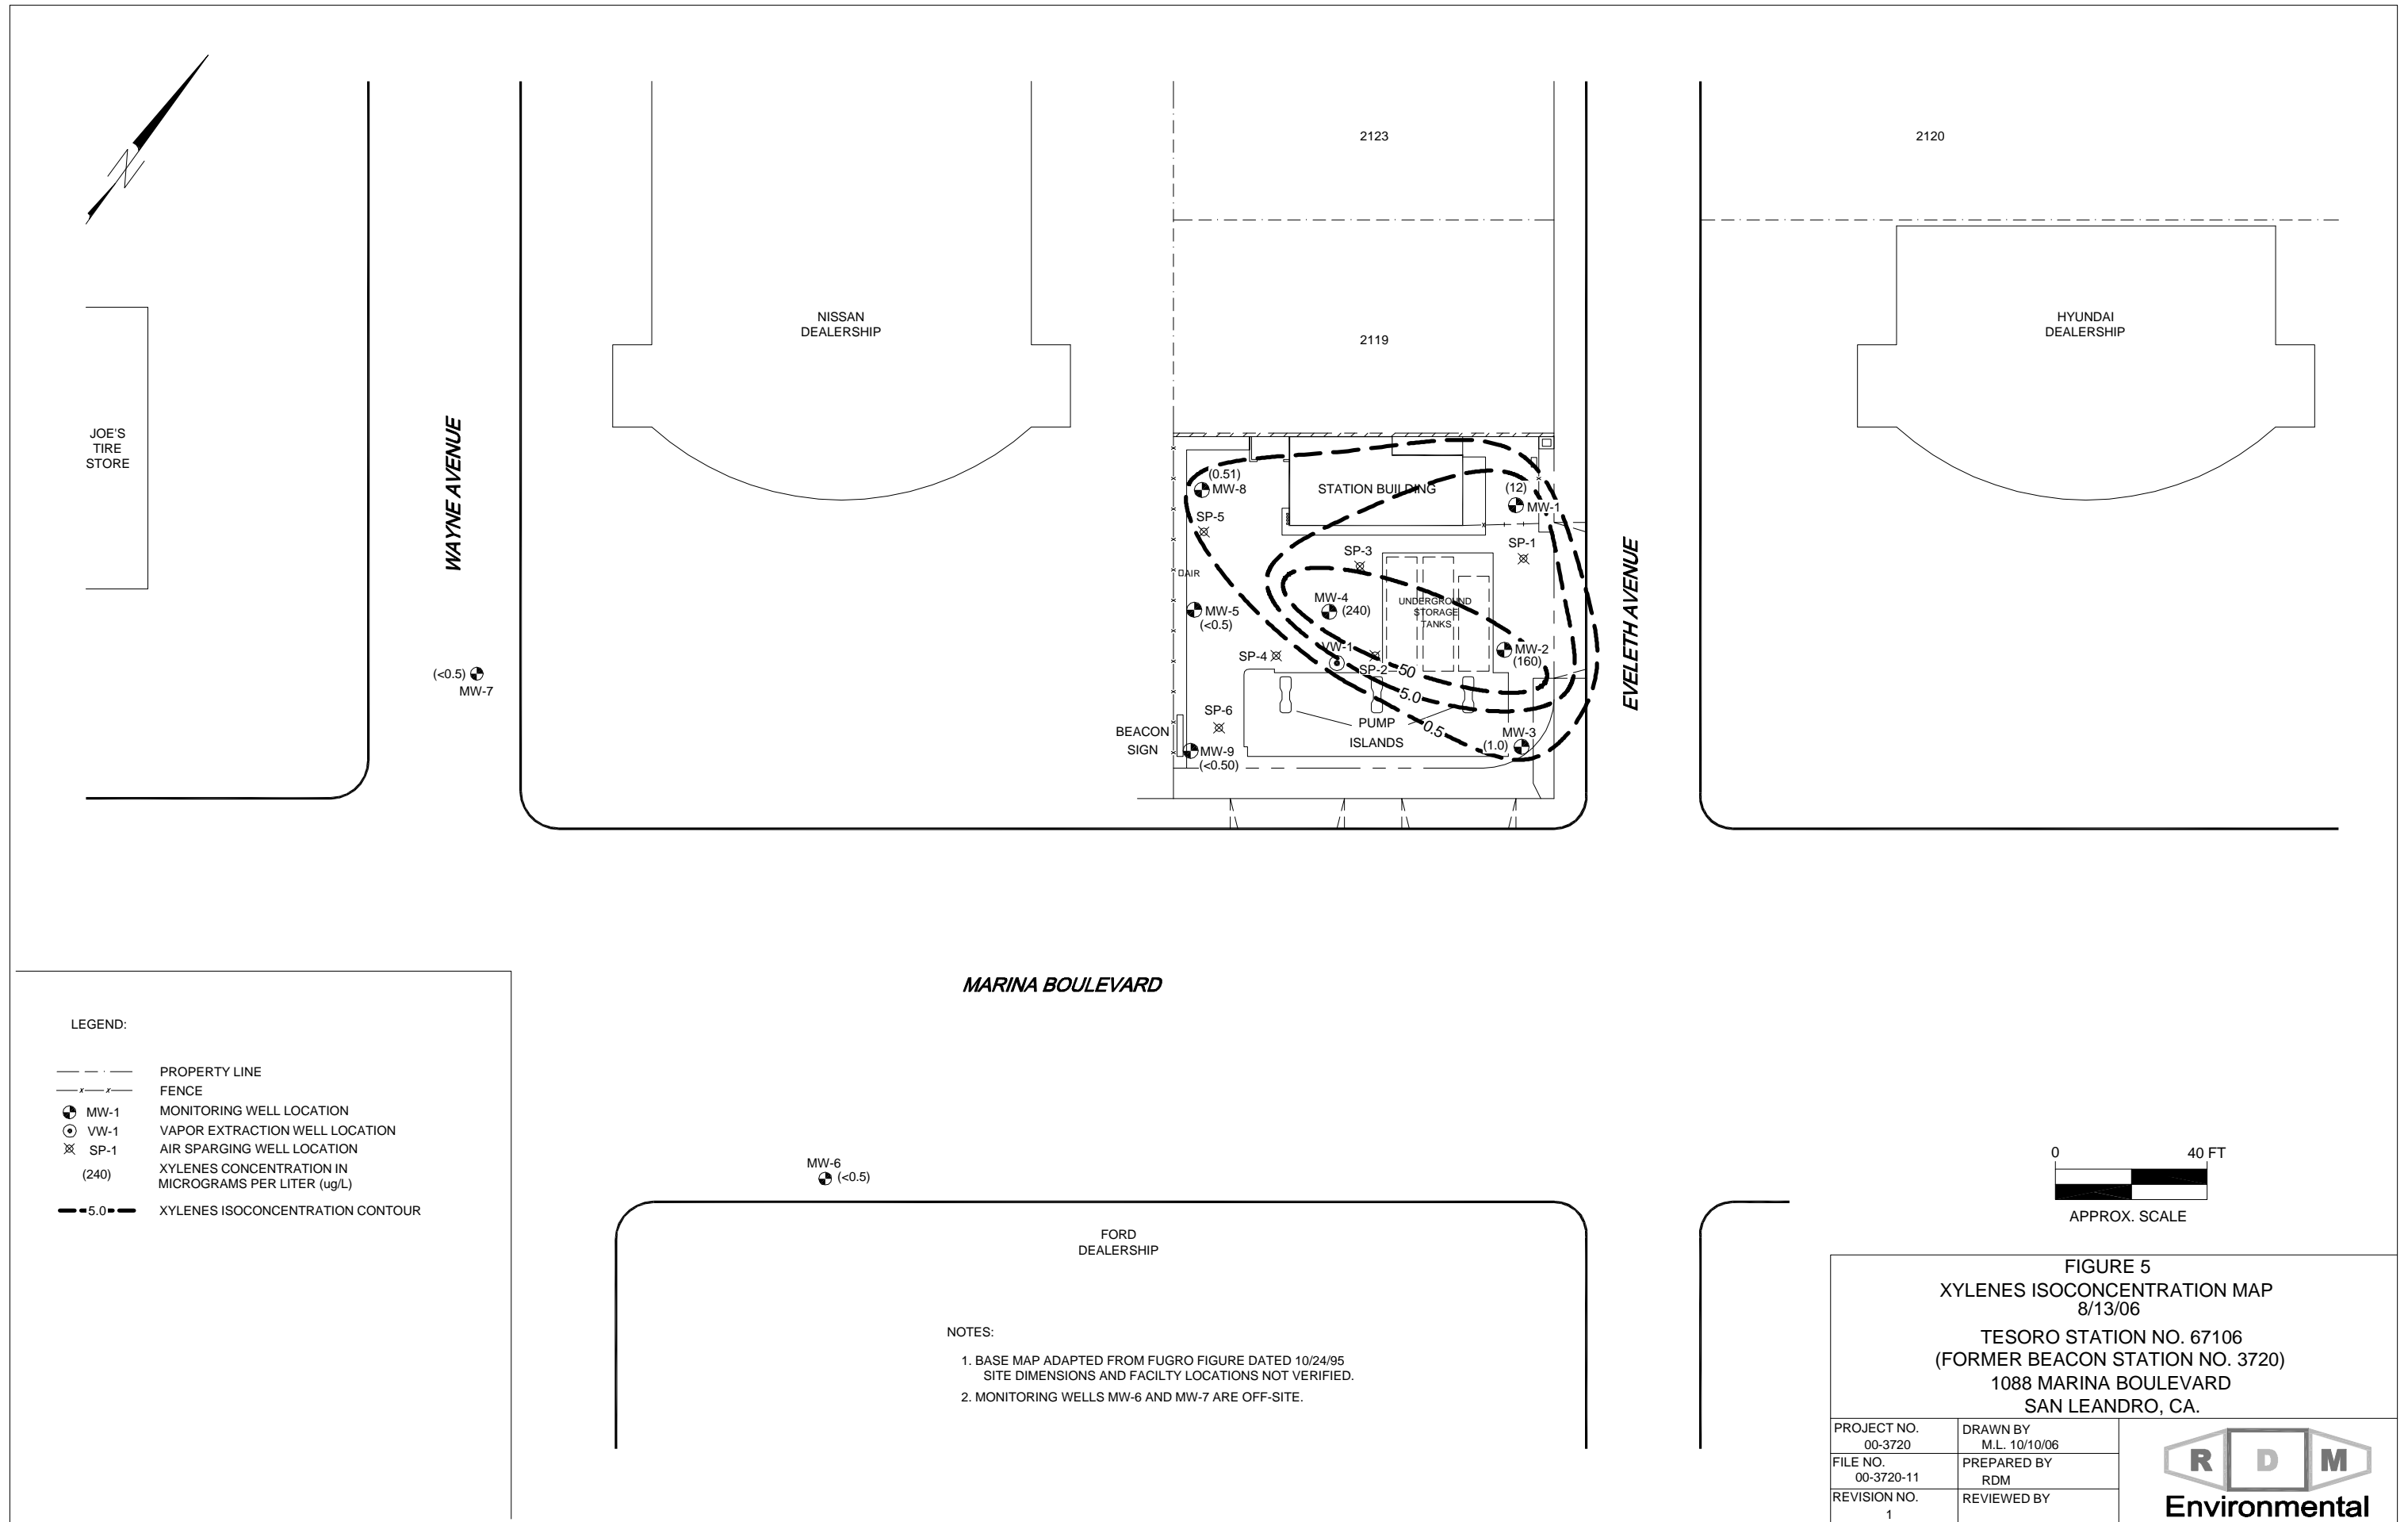 2123
2120
NISSAN
DEALERSHIP
HYUNDAI
DEALERSHIP
2119
JOE'S
TIRE
STORE
WAYNE AVENUE
(0.51)
MW-8
STATION BUILDING
(12)
MW-1
SP-5
SP-3
SP-1
AIR
EVELETH AVENUE
MW-4
(240)
UNDERGROUND
STORAGE
TANKS
MW-5
(<0.5)
VW-1
MW-2
(160)
SP-4
SP-2
50
(<0.5)
MW-7
5.0
SP-6
PUMP
ISLANDS
0.5
BEACON
SIGN
MW-3
(1.0)
MW-9
(<0.50)
MARINA BOULEVARD
LEGEND:
PROPERTY LINE
FENCE
MW-1 MONITORING WELL LOCATION
VW-1 VAPOR EXTRACTION WELL LOCATION
SP-1 AIR SPARGING WELL LOCATION
(240) XYLENES CONCENTRATION IN
MICROGRAMS PER LITER (ug/L)
5.0 XYLENES ISOCONCENTRATION CONTOUR
MW-6
(<0.5)
0 40 FT
APPROX. SCALE
FORD
DEALERSHIP
NOTES:
1. BASE MAP ADAPTED FROM FUGRO FIGURE DATED 10/24/95
SITE DIMENSIONS AND FACILTY LOCATIONS NOT VERIFIED.
2. MONITORING WELLS MW-6 AND MW-7 ARE OFF-SITE.
FIGURE 5
XYLENES ISOCONCENTRATION MAP
8/13/06
TESORO STATION NO. 67106
(FORMER BEACON STATION NO. 3720)
1088 MARINA BOULEVARD
SAN LEANDRO, CA.
PROJECT NO.
00-3720
DRAWN BY
M.L. 10/10/06
FILE NO.
00-3720-11
PREPARED BY
RDM
REVISION NO.
1
REVIEWED BY
R D M
Environmental